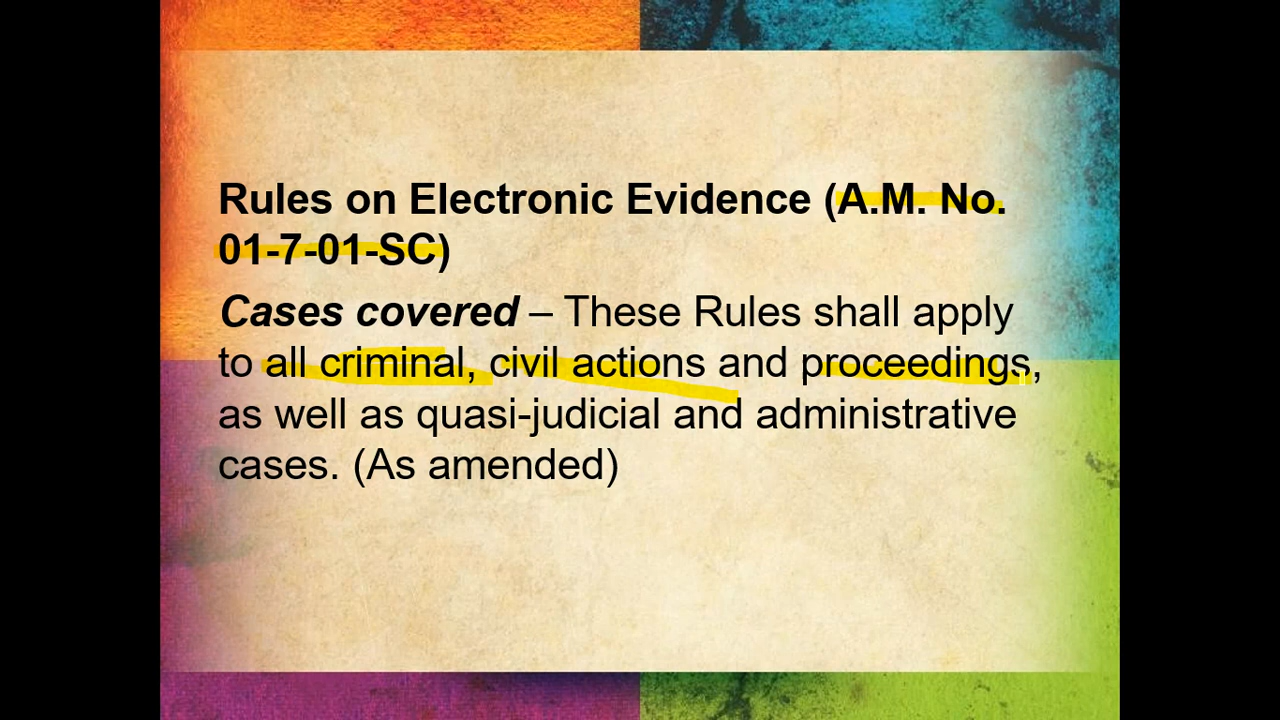 Rules on Electronic Evidence (A.M. No.
01-7-01-SC)
Cases covered – These Rules shall apply
to all criminal, civil actions and proceedings,
as well as quasi-judicial and administrative
cases. (As amended)